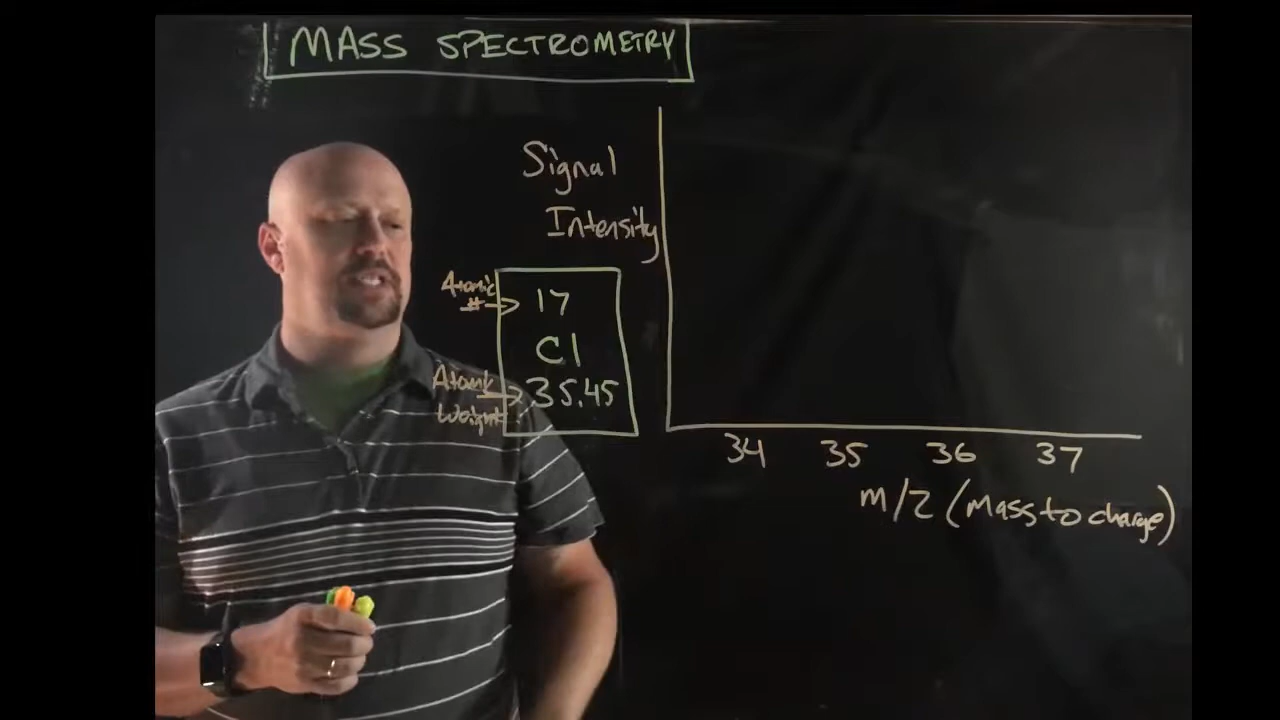 MASS SPECTROMETRY
Signal
Intensity
Atomic
#
17
Cl
Atomic
Weight
35.45
34 35 36 37
m/z (mass to charge)